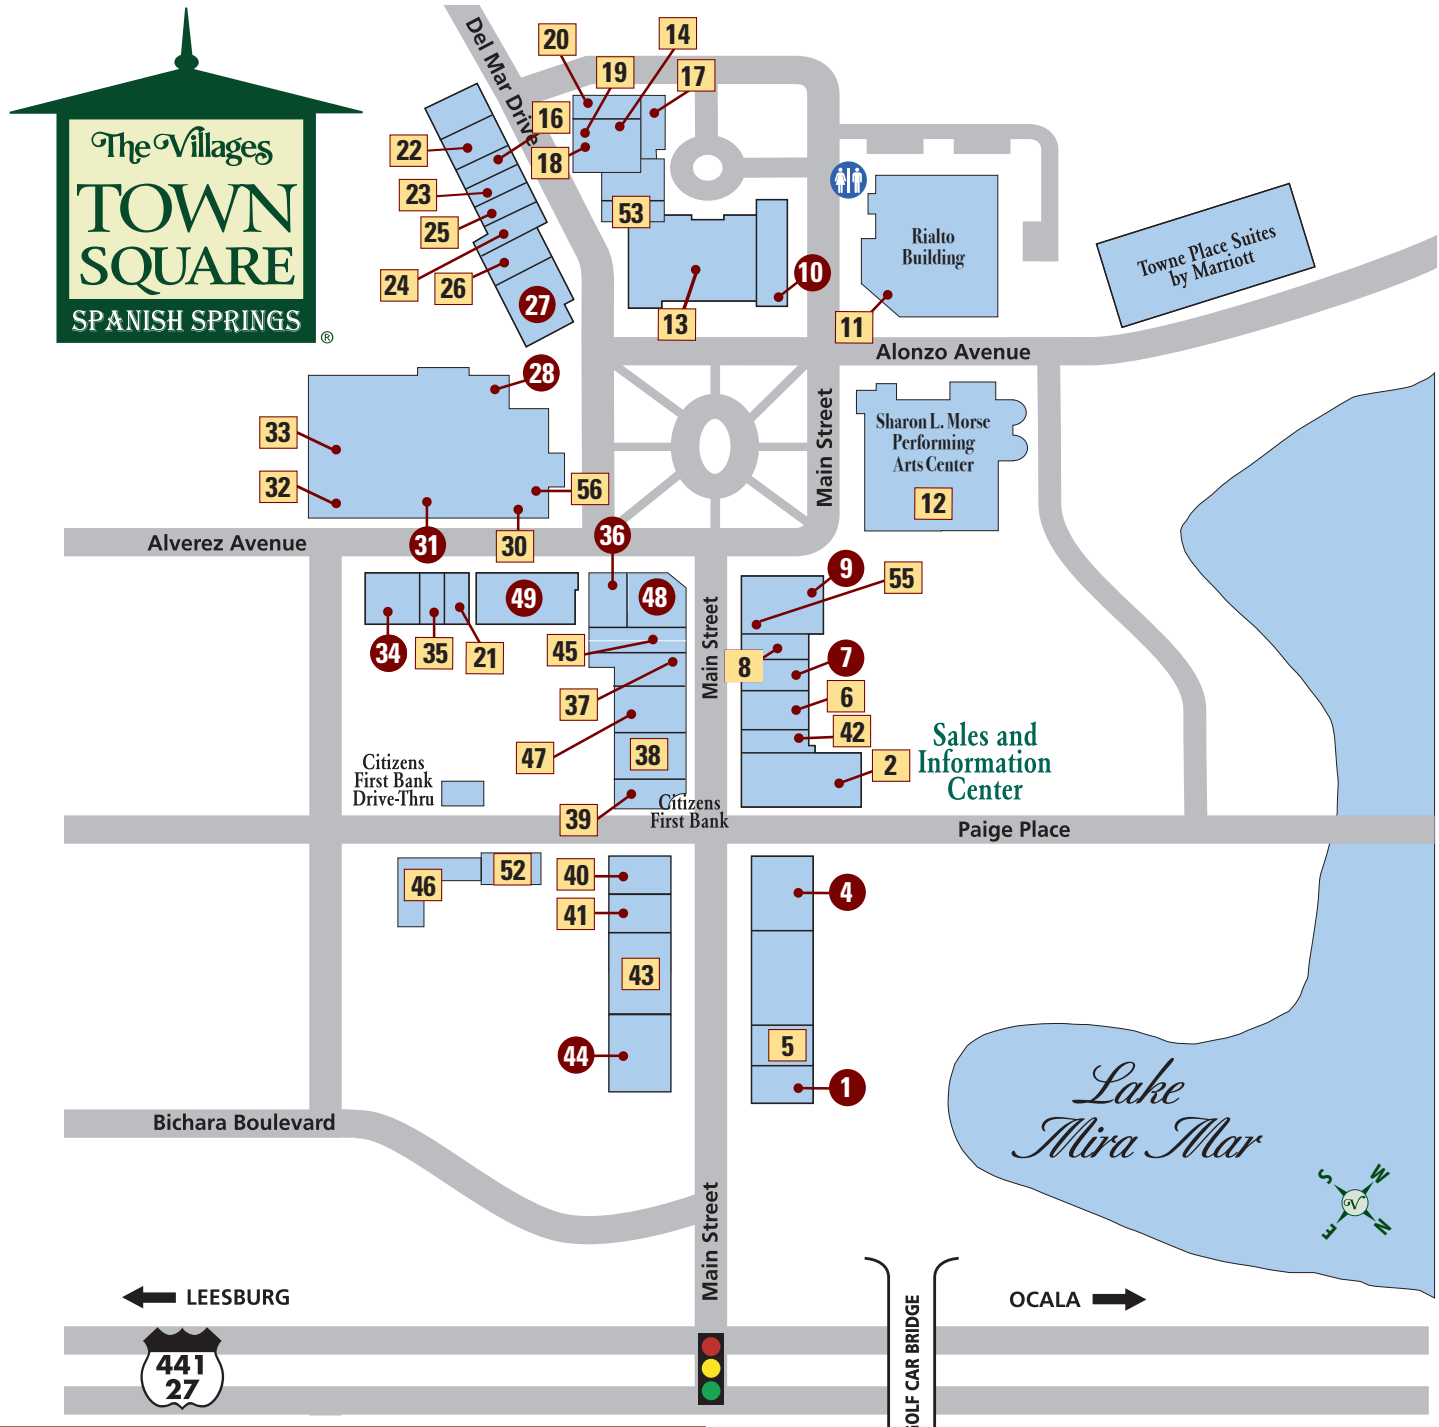 The Villages
TOWN
SQUARE
SPANISH SPRINGS
®
Del Mar Drive
20
14
19
17
16
22
18
23
53
25
24
26
27
10
13
11
Rialto
Building
Towne Place Suites
by Marriott
Alonzo Avenue
28
33
32
56
31
30
Main Street
Sharon L. Morse
Performing
Arts Center
12
Alverez Avenue
36
9
55
49
48
34
35
21
45
8
7
37
6
47
38
42
2
39
Main Street
Sales and
Information
Center
Citizens
First Bank
Drive-Thru
Citizens
First Bank
Paige Place
46
52
40
41
4
43
5
44
1
Lake
Mira Mar
S
W
V
E
N
Bichara Boulevard
Main Street
LEESBURG
OCALA
GOLF CAR BRIDGE
441
27